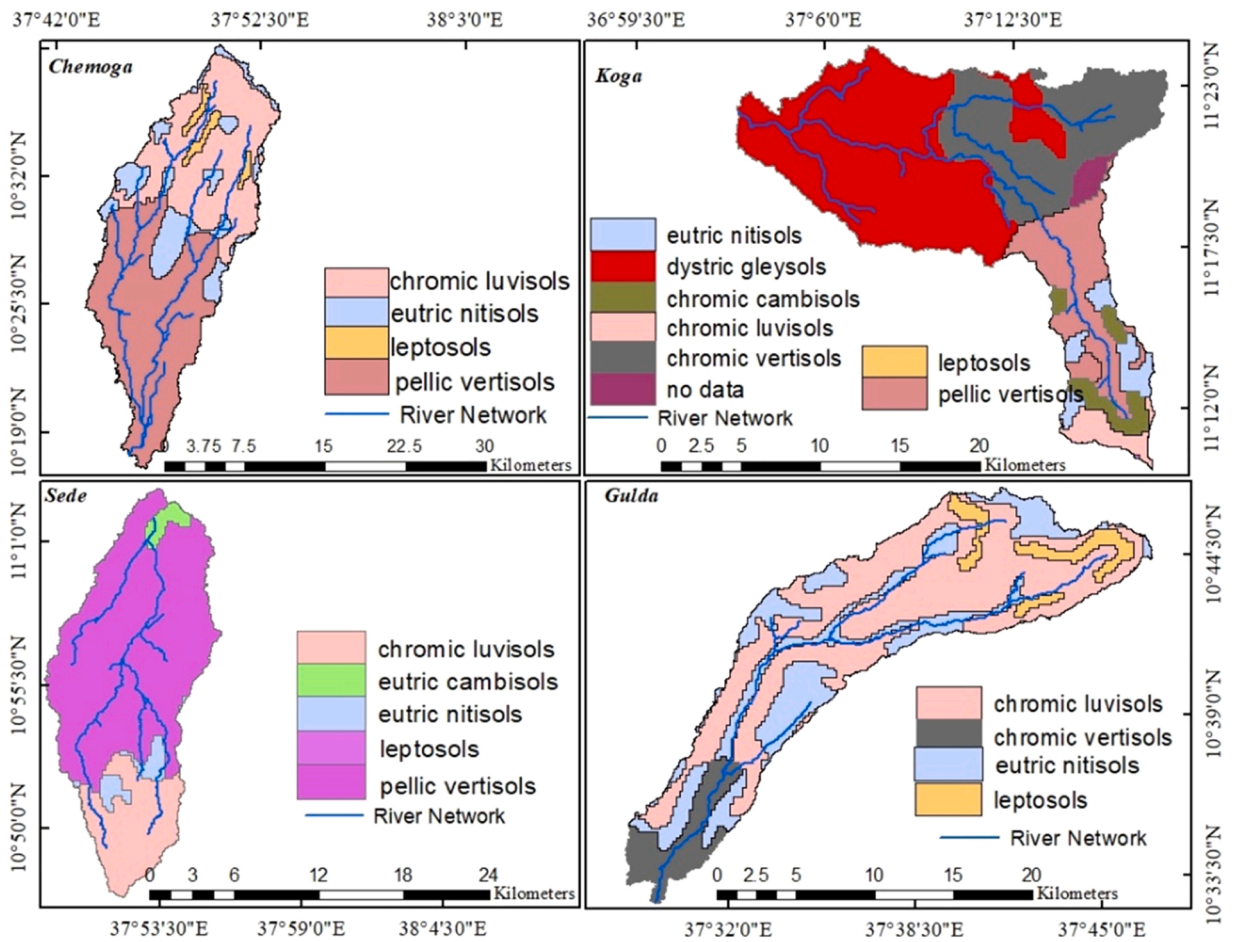 37°42'0"E 37°52'30"E 38°3'0"E 36°59'30"E 37°6'0"E 37°12'30"E
Chemoga
10°32'0"N
10°25'30"N
10°19'0"N
chromic luvisols
eutric nitisols
leptosols
pellic vertisols
River Network
0 3.75 7.5 15 22.5 30
Kilometers
Koga
11°23'0"N
11°17'30"N
11°12'0"N
eutric nitisols
dystric gleysols
chromic cambisols
chromic luvisols
chromic vertisols
no data
River Network
leptosols
pellic vertisols
0 2.5 5 10 15 20
Kilometers
Sede
11°1'0"N
10°55'30"N
10°50'0"N
chromic luvisols
eutric cambisols
eutric nitisols
leptosols
pellic vertisols
River Network
0 3 6 12 18 24
Kilometers
Gulda
10°44'30"N
10°39'0"N
10°33'30"N
chromic luvisols
chromic vertisols
eutric nitisols
leptosols
River Network
0 2.5 5 10 15 20
Kilometers
37°53'30"E 37°59'0"E 38°4'30"E 37°32'0"E 37°38'30"E 37°45'0"E